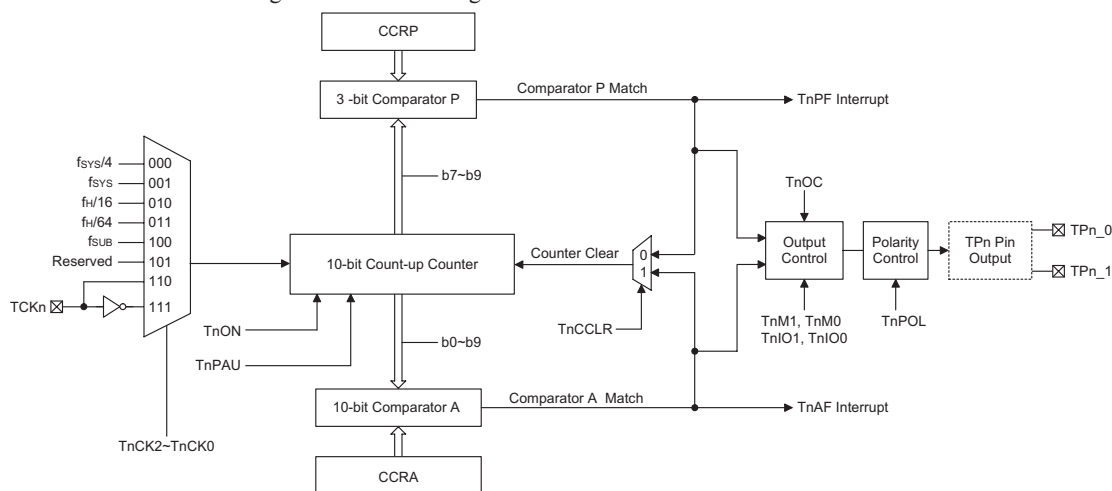 CCRP
3 -bit Comparator P
Comparator P Match
TnPF Interrupt
b7~b9
fSYS/4
000
fSYS
001
fH/16
010
fH/64
011
fSUB
100
Reserved
101
110
TCKn
111
TnCK2~TnCK0
10-bit Count-up Counter
TnON
TnPAU
Counter Clear
0
1
TnCCLR
TnOC
Output
Control
TnM1, TnM0
TnIO1, TnIO0
Polarity
Control
TnPOL
TPn Pin
Output
TPn_0
TPn_1
b0~b9
10-bit Comparator A
Comparator A Match
TnAF Interrupt
CCRA